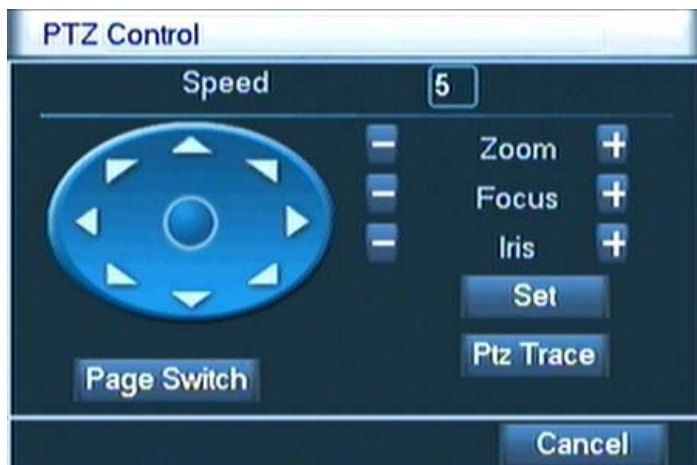 PTZ Control
Speed 5
- Zoom +
- Focus +
- Iris +
Set
Ptz Trace
Page Switch
Cancel